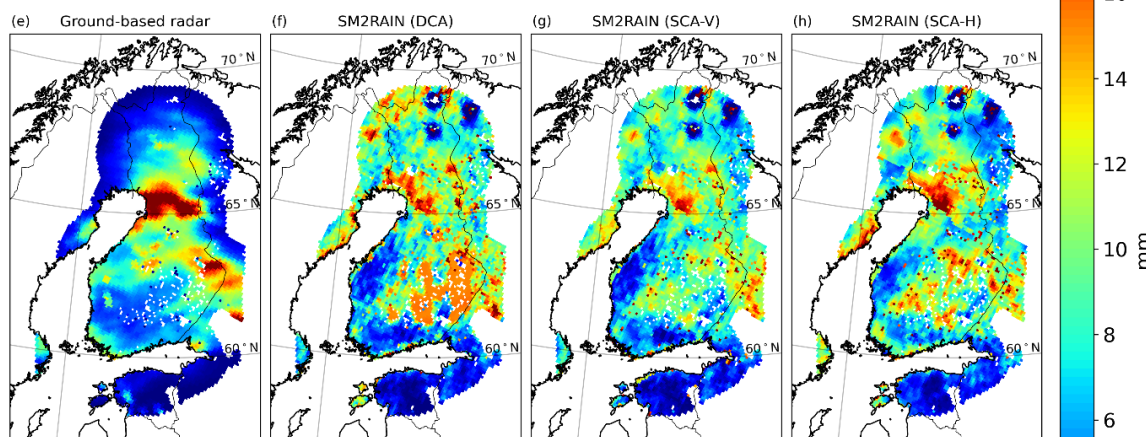 (e) Ground-based radar
(f) SM2RAIN (DCA)
(g) SM2RAIN (SCA-V)
(h) SM2RAIN (SCA-H)
70°N
65°N
60°N
70°N
65°N
60°N
70°N
65°N
60°N
70°N
65°N
60°N
14
12
10
8
6
mm